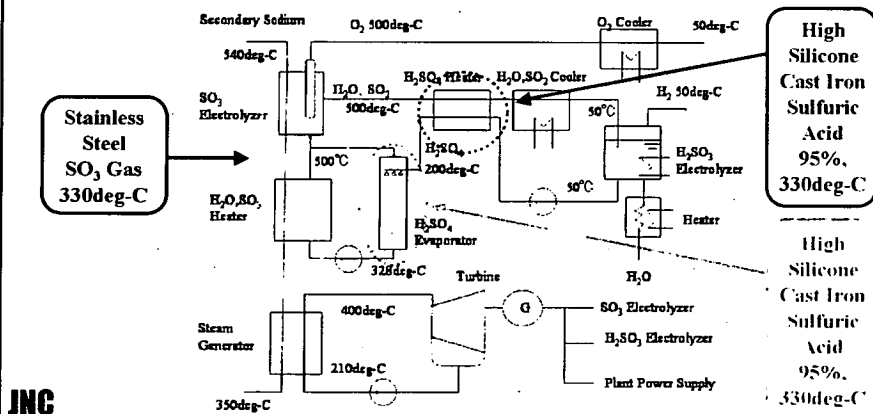 Secondary Sodium
O2 500deg-C
O2 Cooler
50deg-C
540deg-C
SO3
Electrolyzer
H2O, SO2
500deg-C
H2SO4 Heater
H2O,SO2 Cooler
50℃
H2 50deg-C
H2SO3
Electrolyzer
Stainless
Steel
SO3 Gas
330deg-C
High
Silicone
Cast Iron
Sulfuric
Acid
95%,
330deg-C
500℃
H2SO4
200deg-C
50℃
H2O,SO3
Heater
H2SO4
Evaporator
328deg-C
Heater
H2O
High
Silicone
Cast Iron
Sulfuric
Acid
95%,
330deg-C
Turbine
400deg-C
G
SO3 Electrolyzer
Steam
Generator
H2SO3 Electrolyzer
210deg-C
Plant Power Supply
350deg-C
JNC